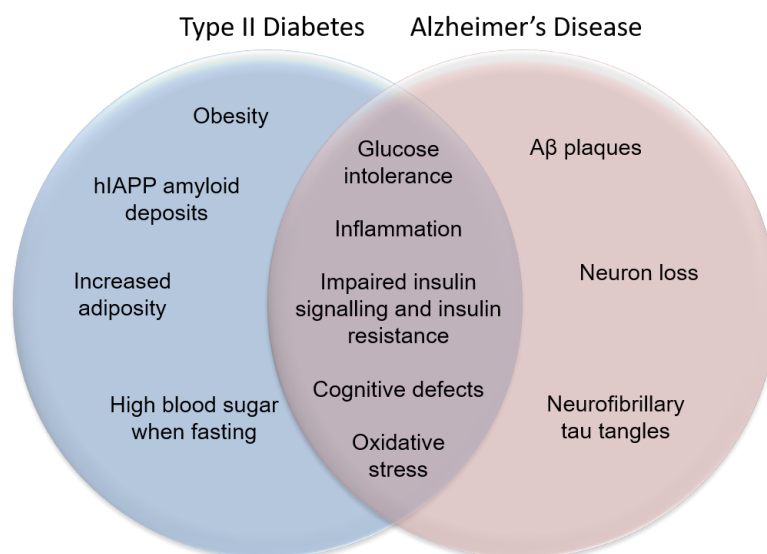 Type II Diabetes
Alzheimer's Disease
Obesity
hIAPP amyloid
deposits
Increased
adiposity
High blood sugar
when fasting
Glucose
intolerance
Inflammation
Impaired insulin
signalling and insulin
resistance
Cognitive defects
Oxidative
stress
Aβ plaques
Neuron loss
Neurofibrillary
tau tangles